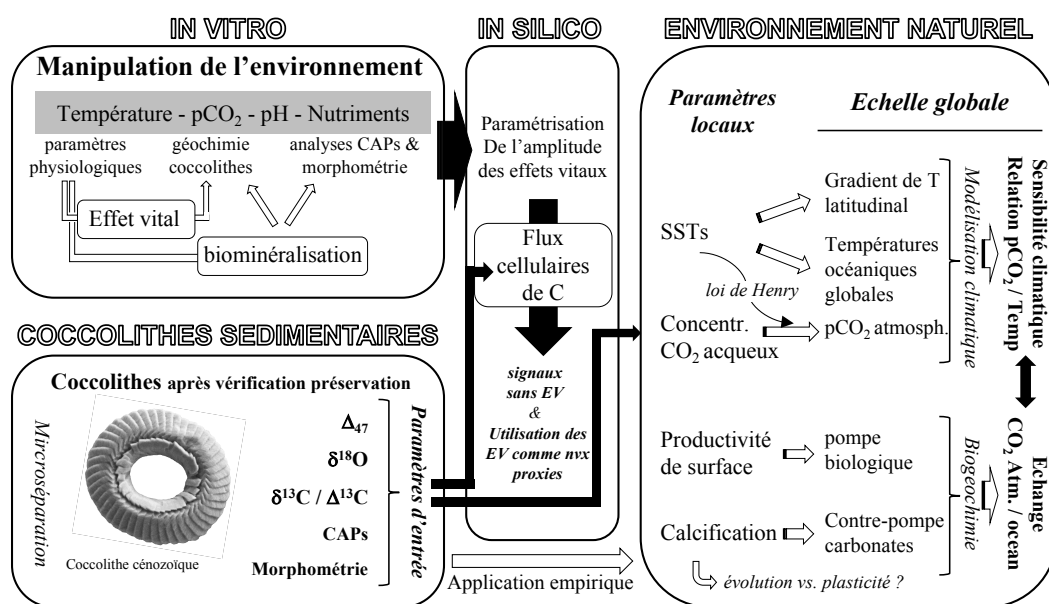 IN VITRO
Manipulation de l’environnement
Température - pCO₂ - pH - Nutriments
paramètres
physiologiques
géochimie
coccolithes
analyses CAPs &
morphométrie
Effet vital
biominéralisation
COCCOLITHES SEDIMENTAIRES
Coccolithes après vérification préservation
Mircroséparation
Coccolithe cénozoïque
Δ₄₇
δ¹⁸O
δ¹³C / Δ¹³C
CAPs
Morphométrie
Paramètres d’entrée
IN SILICO
Paramétrisation
De l’amplitude
des effets vitaux
Flux
cellulaires
de C
signaux
sans EV
&
Utilisation des
EV comme nvx
proxies
Application empirique
ENVIRONNEMENT NATUREL
Paramètres
locaux
Echelle globale
SSTs
Gradient de T
latitudinal
Températures
océaniques
globales
loi de Henry
Concentr.
CO₂ acqueux
pCO₂ atmosph.
Modélisation climatique
Sensibilité climatique
Relation pCO₂ / Temp
Productivité
de surface
pompe
biologique
Calcification
Contre-pompe
carbonates
évolution vs. plasticité ?
Biogeochimie
Echange
CO₂ Atm. / ocean